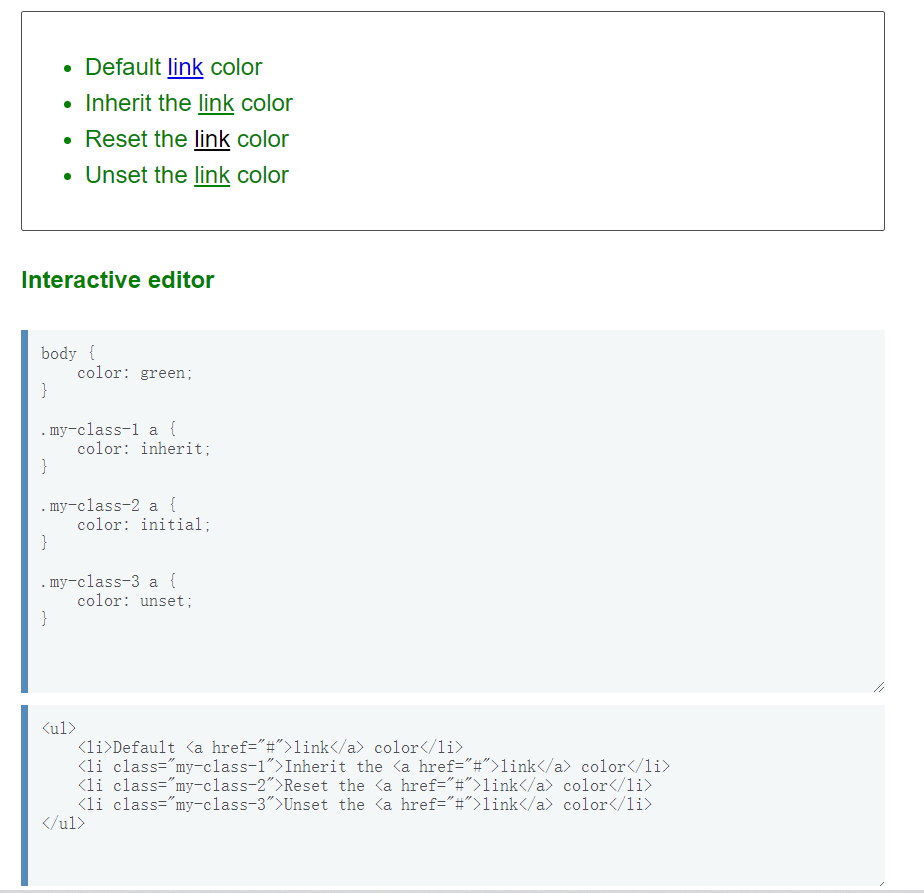 Default link color
Inherit the link color
Reset the link color
Unset the link color
Interactive editor
body {
    color: green;
}
.my-class-1 a {
    color: inherit;
}
.my-class-2 a {
    color: initial;
}
.my-class-3 a {
    color: unset;
}
<ul>
    <li>Default <a href="#">link</a> color</li>
    <li class="my-class-1">Inherit the <a href="#">link</a> color</li>
    <li class="my-class-2">Reset the <a href="#">link</a> color</li>
    <li class="my-class-3">Unset the <a href="#">link</a> color</li>
</ul>